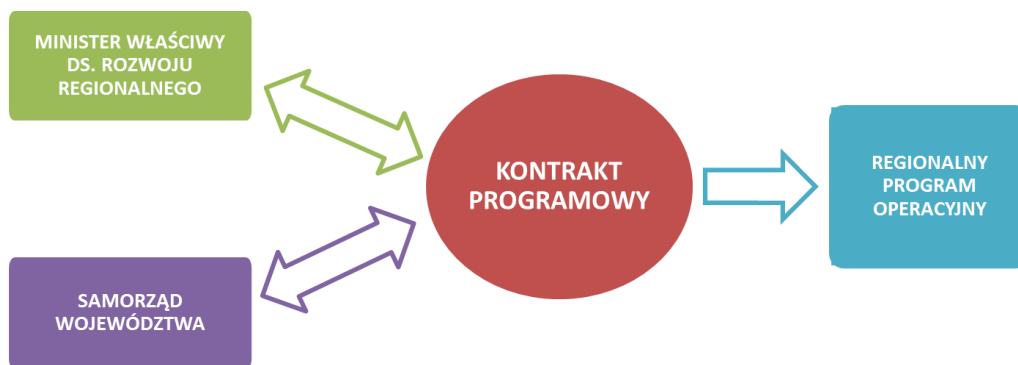 MINISTER WŁAŚCIWY
DS. ROZWOJU
REGIONALNEGO
KONTRAKT
PROGRAMOWY
REGIONALNY
PROGRAM
OPERACYJNY
SAMORZĄD
WOJEWÓDZTWA